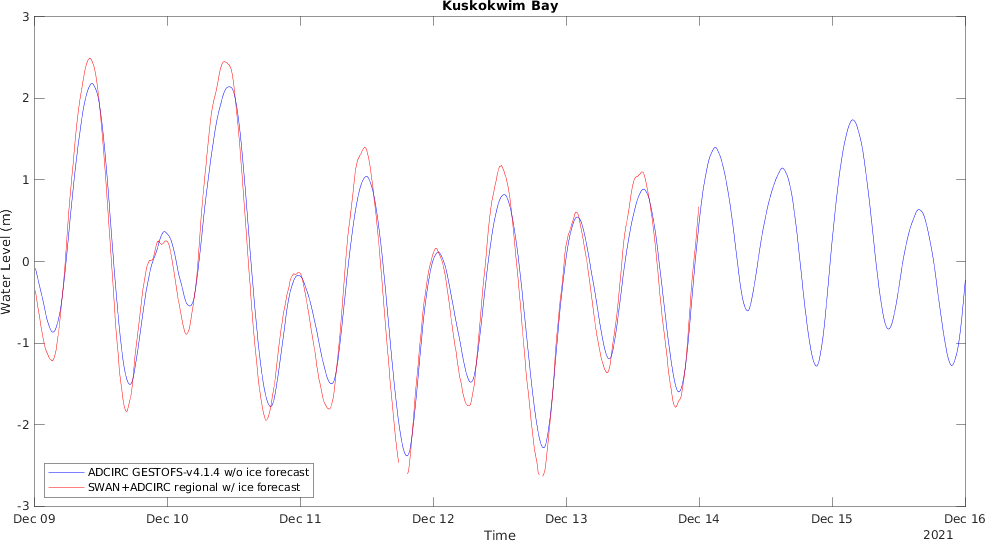 Kuskokwim Bay
3
2
1
0
-1
-2
-3
Water Level (m)
ADCIRC GESTOFS-v4.1.4 w/o ice forecast
SWAN+ADCIRC regional w/ ice forecast
Dec 09 Dec 10 Dec 11 Dec 12 Dec 13 Dec 14 Dec 15 Dec 16
Time
2021